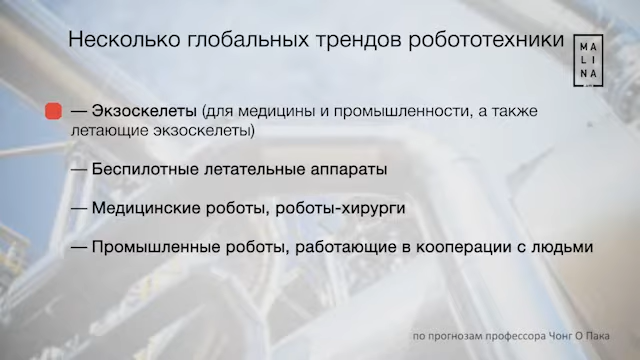 Несколько глобальных трендов робототехники
MA
LI
NA
— Экзоскелеты (для медицины и промышленности, а также
летающие экзоскелеты)
— Беспилотные летательные аппараты
— Медицинские роботы, роботы-хирурги
— Промышленные роботы, работающие в кооперации с людьми
по прогнозам профессора Чонг О Пака